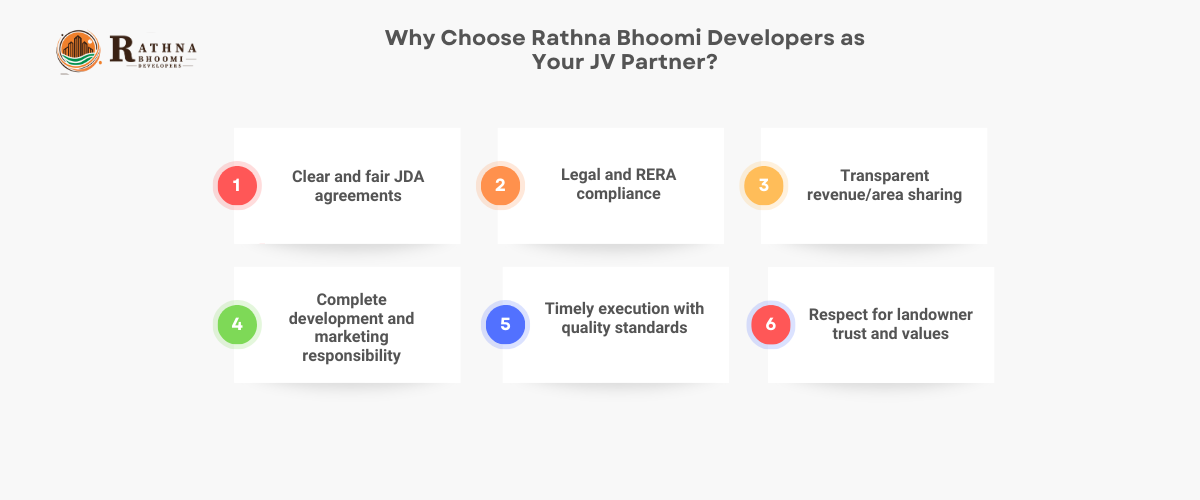 RATHNA
BHOOMI
DEVELOPERS
Why Choose Rathna Bhoomi Developers as
Your JV Partner?
1
Clear and fair JDA
agreements
2
Legal and RERA
compliance
3
Transparent
revenue/area sharing
4
Complete
development and
marketing
responsibility
5
Timely execution with
quality standards
6
Respect for landowner
trust and values